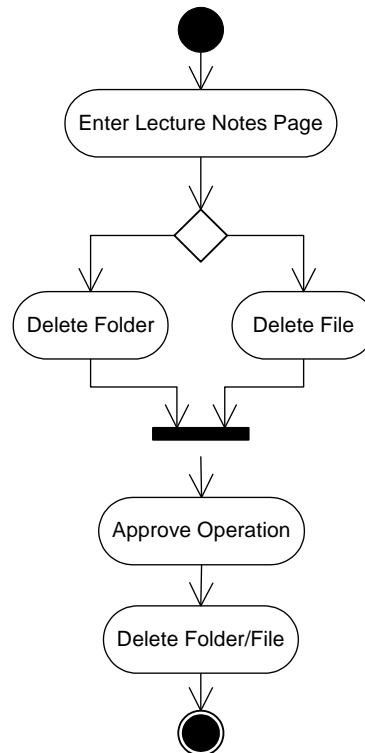 Enter Lecture Notes Page
Delete Folder
Delete File
Approve Operation
Delete Folder/File